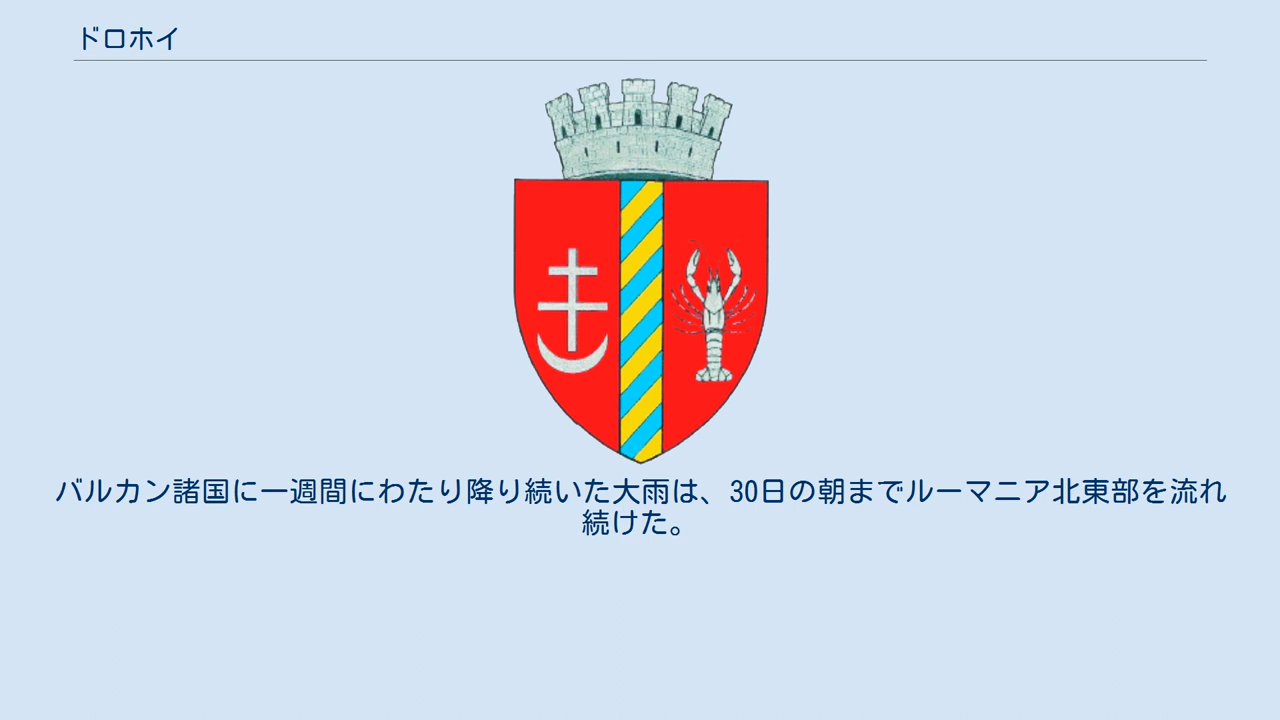 ドロホイ
バルカン諸国に一週間にわたり降り続いた大雨は、30日の朝までルーマニア北東部を流れ
続けた。